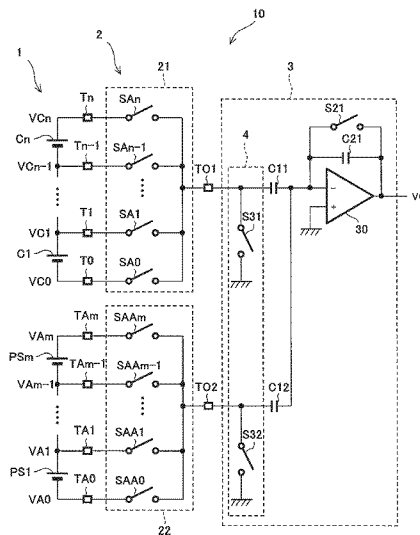 10
1
2
21
3
Tn
SAn
S21
VCn
Cn
Tn-1
SAn-1
4
C21
VCn-1
C11
TO1
V
T1
SA1
30
VC1
C1
T0
SA0
S31
VC0
TAm
SAAm
VAm
PSm
TAm-1
SAAm-1
VAm-1
TO2
C12
TA1
SAA1
S32
VA1
PS1
TA0
SAA0
VA0
22